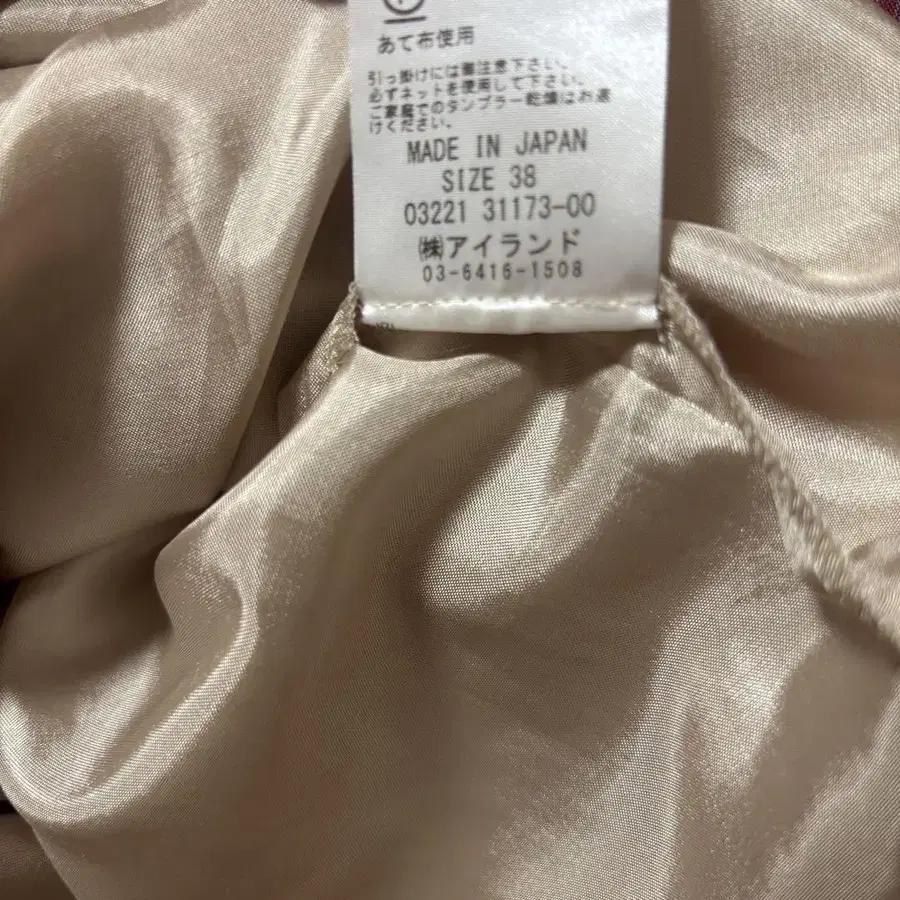 あて布使用
引っ掛けには御注意下さい。
必ずネットを使用して下さい。
ご家庭でのタンブラー乾燥はお避
けください。
MADE IN JAPAN
SIZE 38
03221 31173-00
㈱アイランド
03-6416-1508